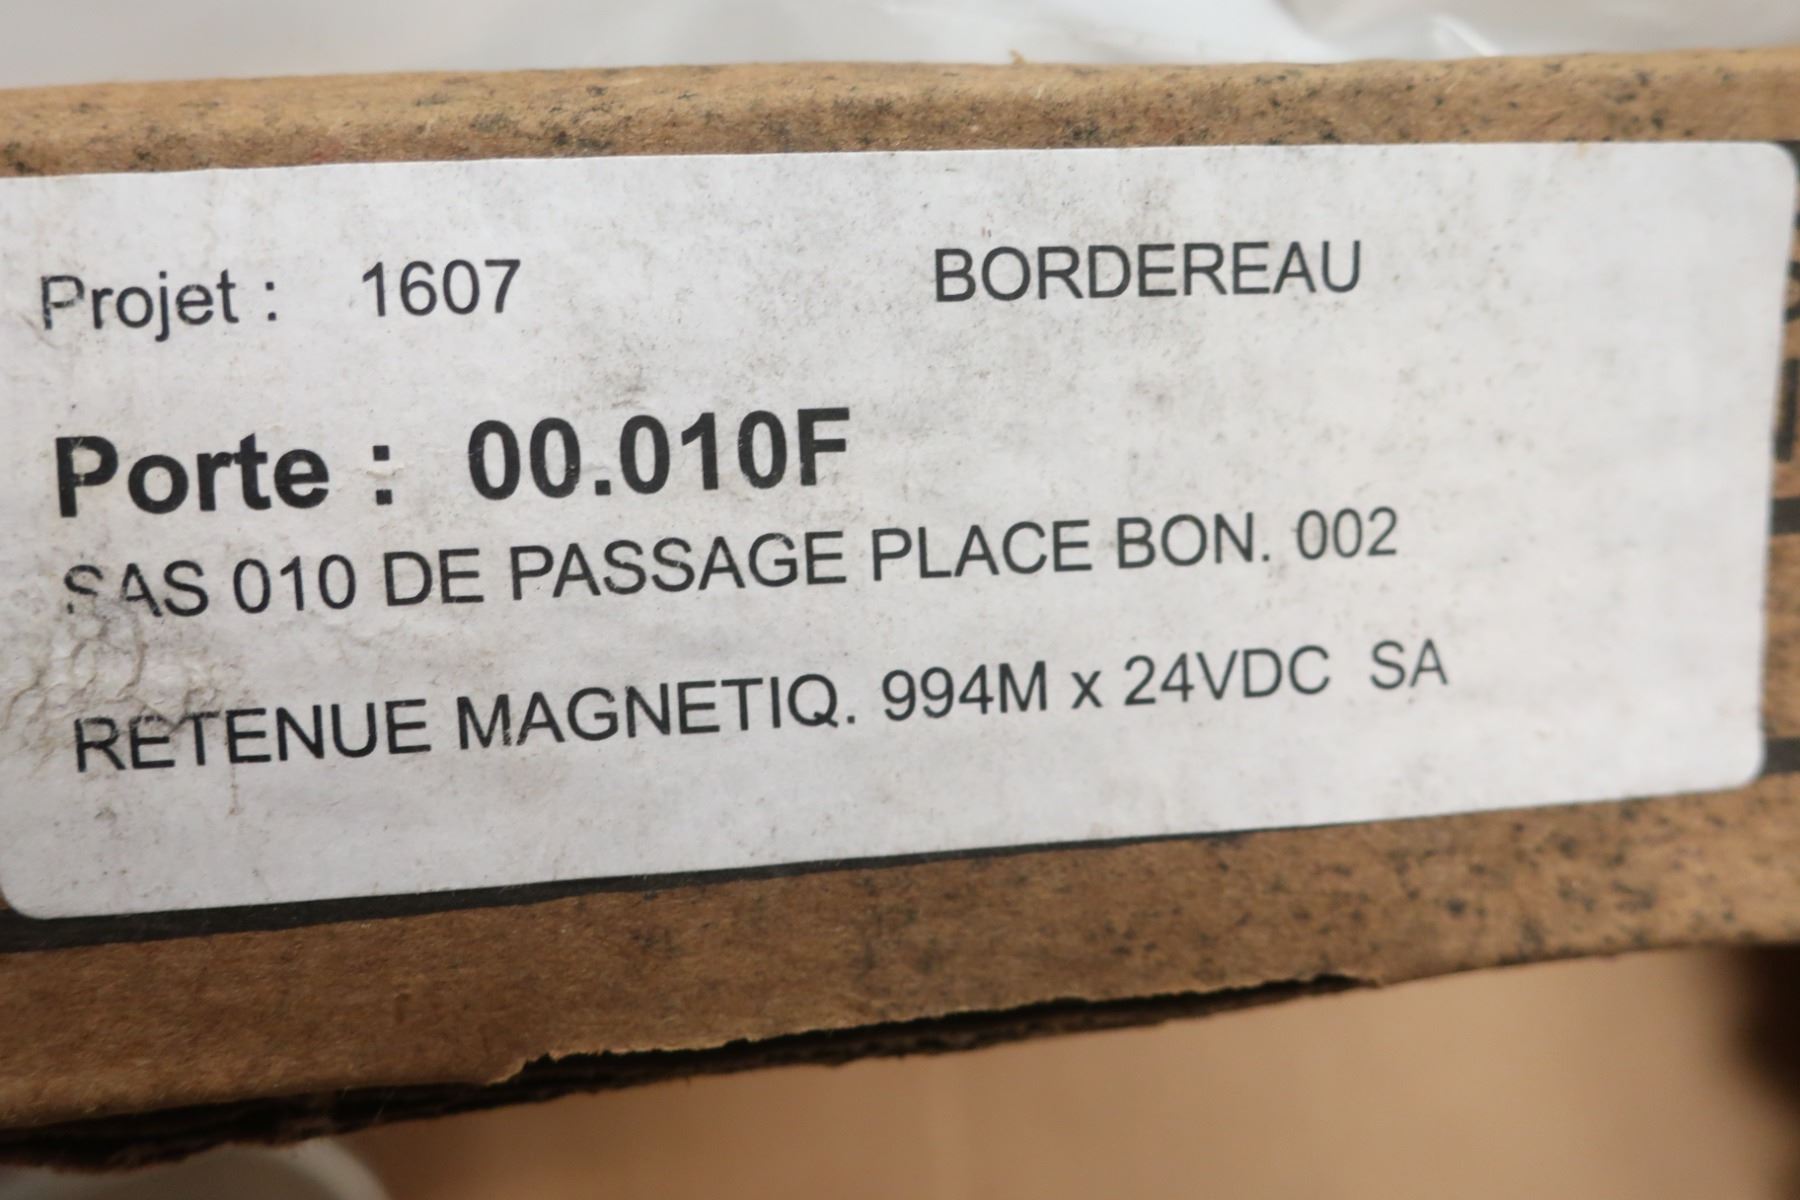 Projet : 1607 BORDEREAU
Porte : 00.010F
SAS 010 DE PASSAGE PLACE BON. 002
RETENUE MAGNETIQ. 994M x 24VDC SA